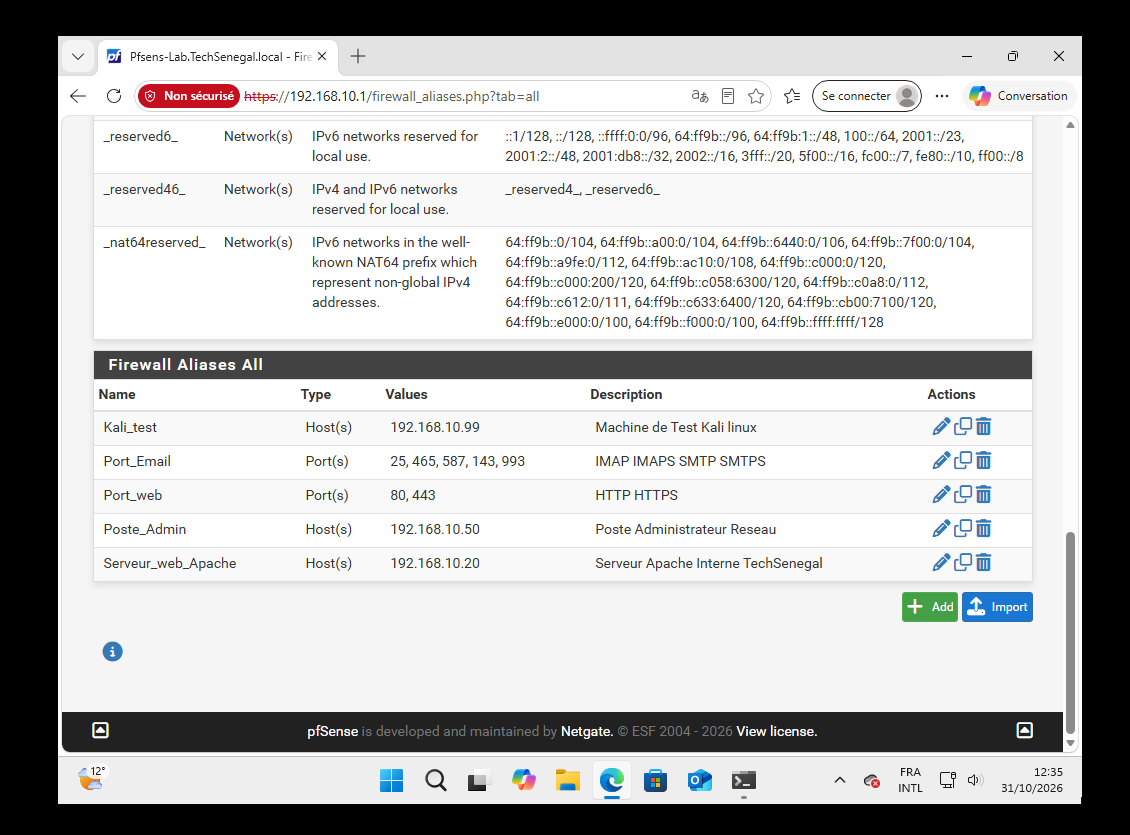 Pfsens-Lab.TechSenegal.local - Fire
Non sécurisé https://192.168.10.1/firewall_aliases.php?tab=all Se connecter Conversation
_reserved6_ Network(s) IPv6 networks reserved for local use. ::1/128, ::/128, ::ffff:0:0/96, 64:ff9b::/96, 64:ff9b:1::/48, 100::/64, 2001::/23,
2001:2::/48, 2001:db8::/32, 2002::/16, 3fff::/20, 5f00::/16, fc00::/7, fe80::/10, ff00::/8
_reserved46_ Network(s) IPv4 and IPv6 networks _reserved4_, _reserved6_
reserved for local use.
_nat64reserved_ Network(s) IPv6 networks in the well- 64:ff9b::0/104, 64:ff9b::a00:0/104, 64:ff9b::6440:0/106, 64:ff9b::7f00:0/104,
known NAT64 prefix which 64:ff9b::a9fe:0/112, 64:ff9b::ac10:0/108, 64:ff9b::c000:0/120,
represent non-global IPv4 64:ff9b::c000:200/120, 64:ff9b::c058:6300/120, 64:ff9b::c0a8:0/112,
addresses. 64:ff9b::c612:0/111, 64:ff9b::c633:6400/120, 64:ff9b::cb00:7100/120,
64:ff9b::e000:0/100, 64:ff9b::f000:0/100, 64:ff9b::ffff:ffff/128
Firewall Aliases All
Name Type Values Description Actions
Kali_test Host(s) 192.168.10.99 Machine de Test Kali linux
Port_Email Port(s) 25, 465, 587, 143, 993 IMAP IMAPS SMTP SMTPS
Port_web Port(s) 80, 443 HTTP HTTPS
Poste_Admin Host(s) 192.168.10.50 Poste Administrateur Reseau
Serveur_web_Apache Host(s) 192.168.10.20 Serveur Apache Interne TechSenegal
Add Import
pfSense is developed and maintained by Netgate. © ESF 2004 - 2026 View license.
12° FRA 12:35
INTL 31/10/2026